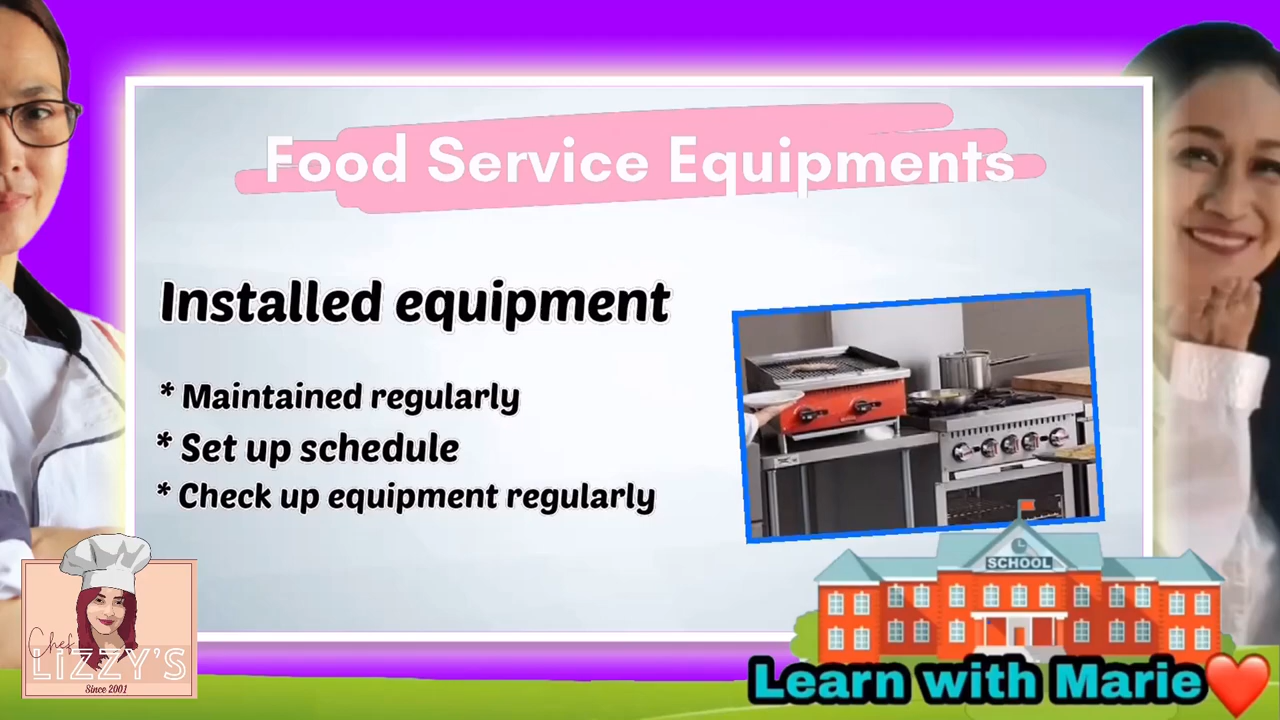 Food Service Equipments
Installed equipment
* Maintained regularly
* Set up schedule
* Check up equipment regularly
SCHOOL
Chef
LIZZY'S
Since 2001
Learn with Marie